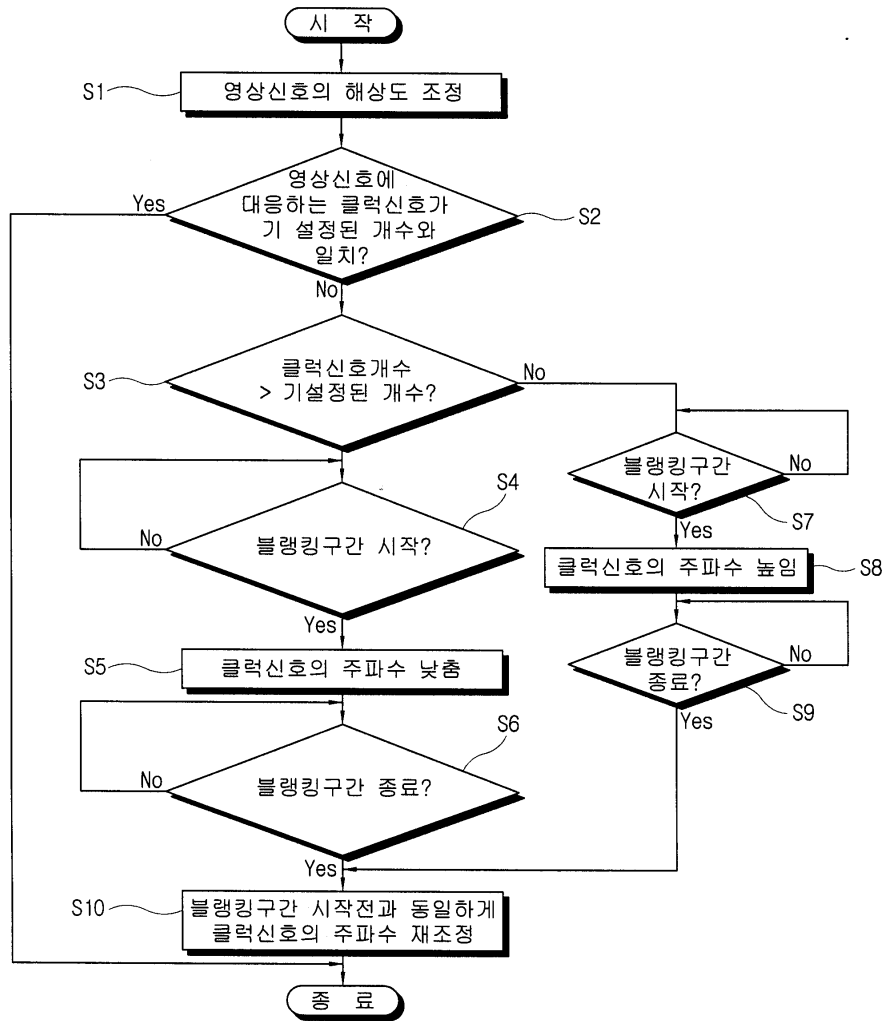 시 작
S1
영상신호의 해상도 조정
영상신호에
대응하는 클럭신호가
기 설정된 개수와
일치?
Yes
S2
No
S3
클럭신호개수
> 기설정된 개수?
No
S4
블랭킹구간
시작?
No
S7
No
블랭킹구간 시작?
Yes
클럭신호의 주파수 높임
S8
Yes
S5
클럭신호의 주파수 낮춤
블랭킹구간
종료?
No
S9
S6
Yes
No
블랭킹구간 종료?
Yes
S10
블랭킹구간 시작전과 동일하게
클럭신호의 주파수 재조정
종 료